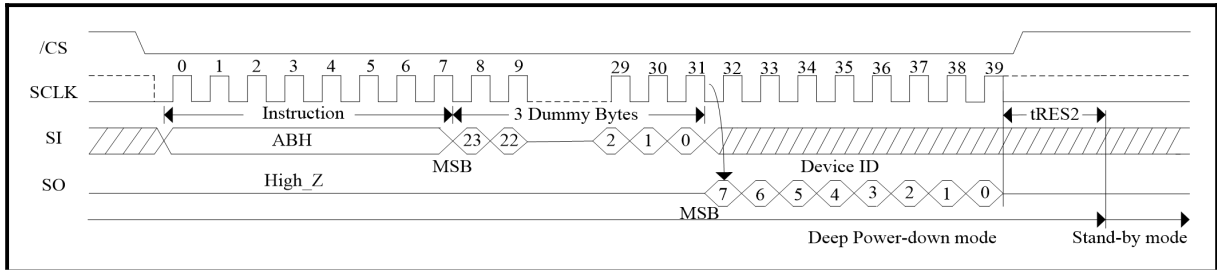 /CS
0 1 2 3 4 5 6 7 8 9 29 30 31 32 33 34 35 36 37 38 39
SCLK
Instruction 3 Dummy Bytes tRES2
SI ABH 23 22 2 1 0
MSB Device ID
SO High_Z 7 6 5 4 3 2 1 0
MSB
Deep Power-down mode Stand-by mode